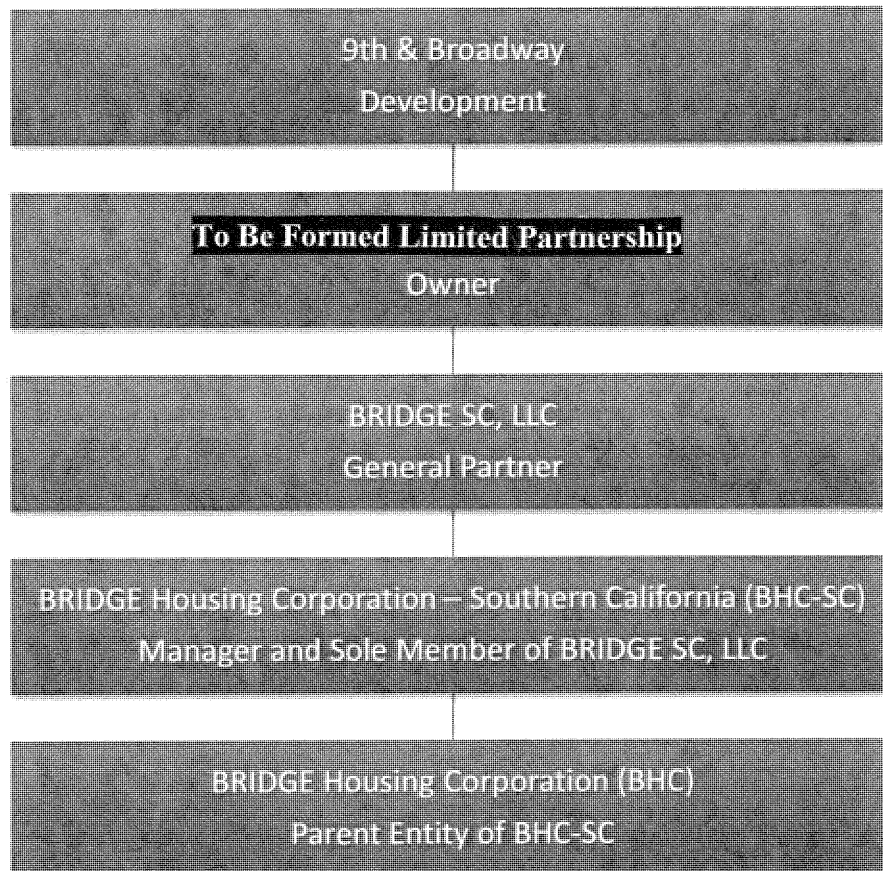 9th & Broadway
Development
To Be Formed Limited Partnership
Owner
BRIDGE SC, LLC
General Partner
BRIDGE Housing Corporation – Southern California (BHC-SC)
Manager and Sole Member of BRIDGE SC, LLC
BRIDGE Housing Corporation (BHC)
Parent Entity of BHC-SC